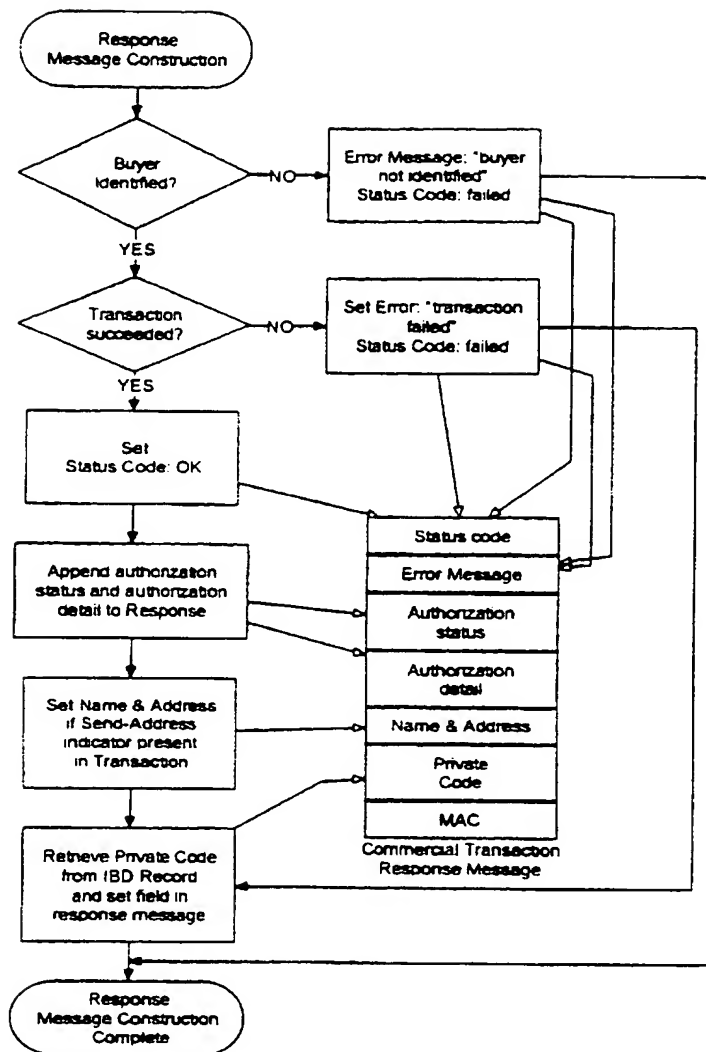 Response
Message Construction
Buyer
Identified?
NO
Error Message: "buyer
not identified"
Status Code: failed
YES
Transaction
succeeded?
NO
Set Error: "transaction
failed"
Status Code: failed
YES
Set
Status Code: OK
Append authorization
status and authorization
detail to Response
Set Name & Address
if Send-Address
indicator present
in Transaction
Retrieve Private Code
from IBD Record
and set field in
response message
Status code
Error Message
Authorization
status
Authorization
detail
Name & Address
Private
Code
MAC
Commercial Transaction
Response Message
Response
Message Construction
Complete